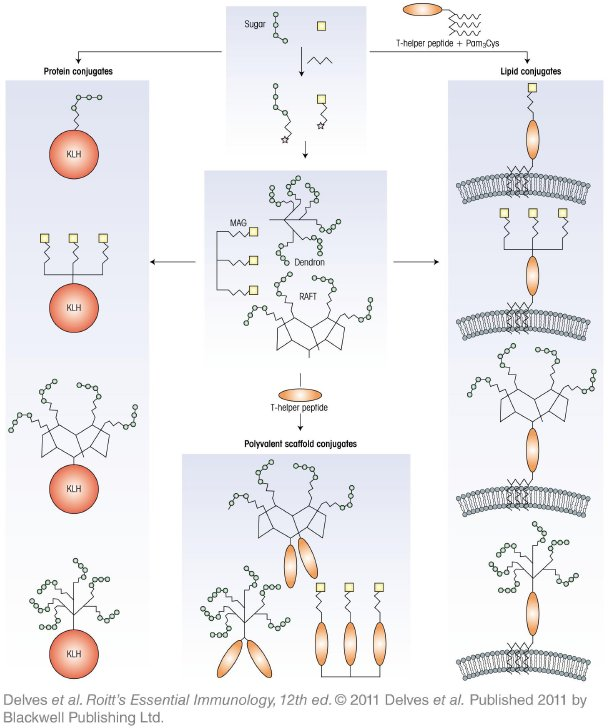 Sugar
T-helper peptide + Pam₃Cys
Protein conjugates
Lipid conjugates
KLH
MAG
Dendron
RAFT
KLH
T-helper peptide
Polyvalent scaffold conjugates
KLH
KLH
Delves et al. Roitt's Essential Immunology, 12th ed. © 2011 Delves et al. Published 2011 by
Blackwell Publishing Ltd.